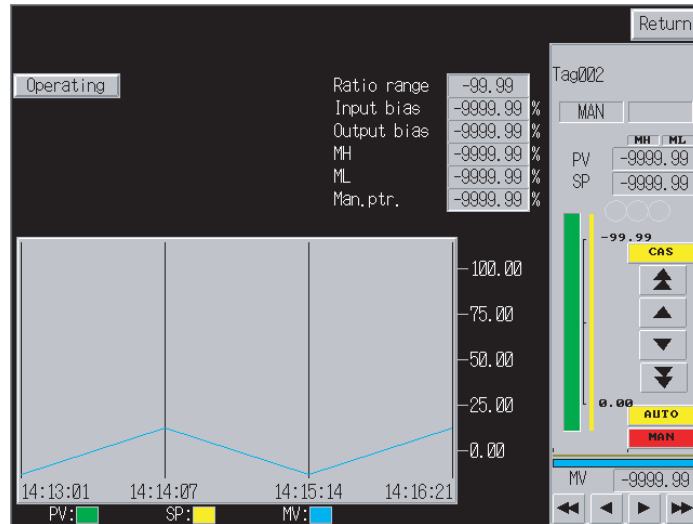 Return
Operating
Ratio range -99.99
Input bias -9999.99 %
Output bias -9999.99 %
MH -9999.99 %
ML -9999.99 %
Man.ptr. -9999.99 %
Tag002
MAN
MH ML
PV -9999.99
SP -9999.99
-99.99
CAS
0.00
AUTO
MAN
MV -9999.99
100.00
75.00
50.00
25.00
0.00
14:13:01 14:14:07 14:15:14 14:16:21
PV: SP: MV: